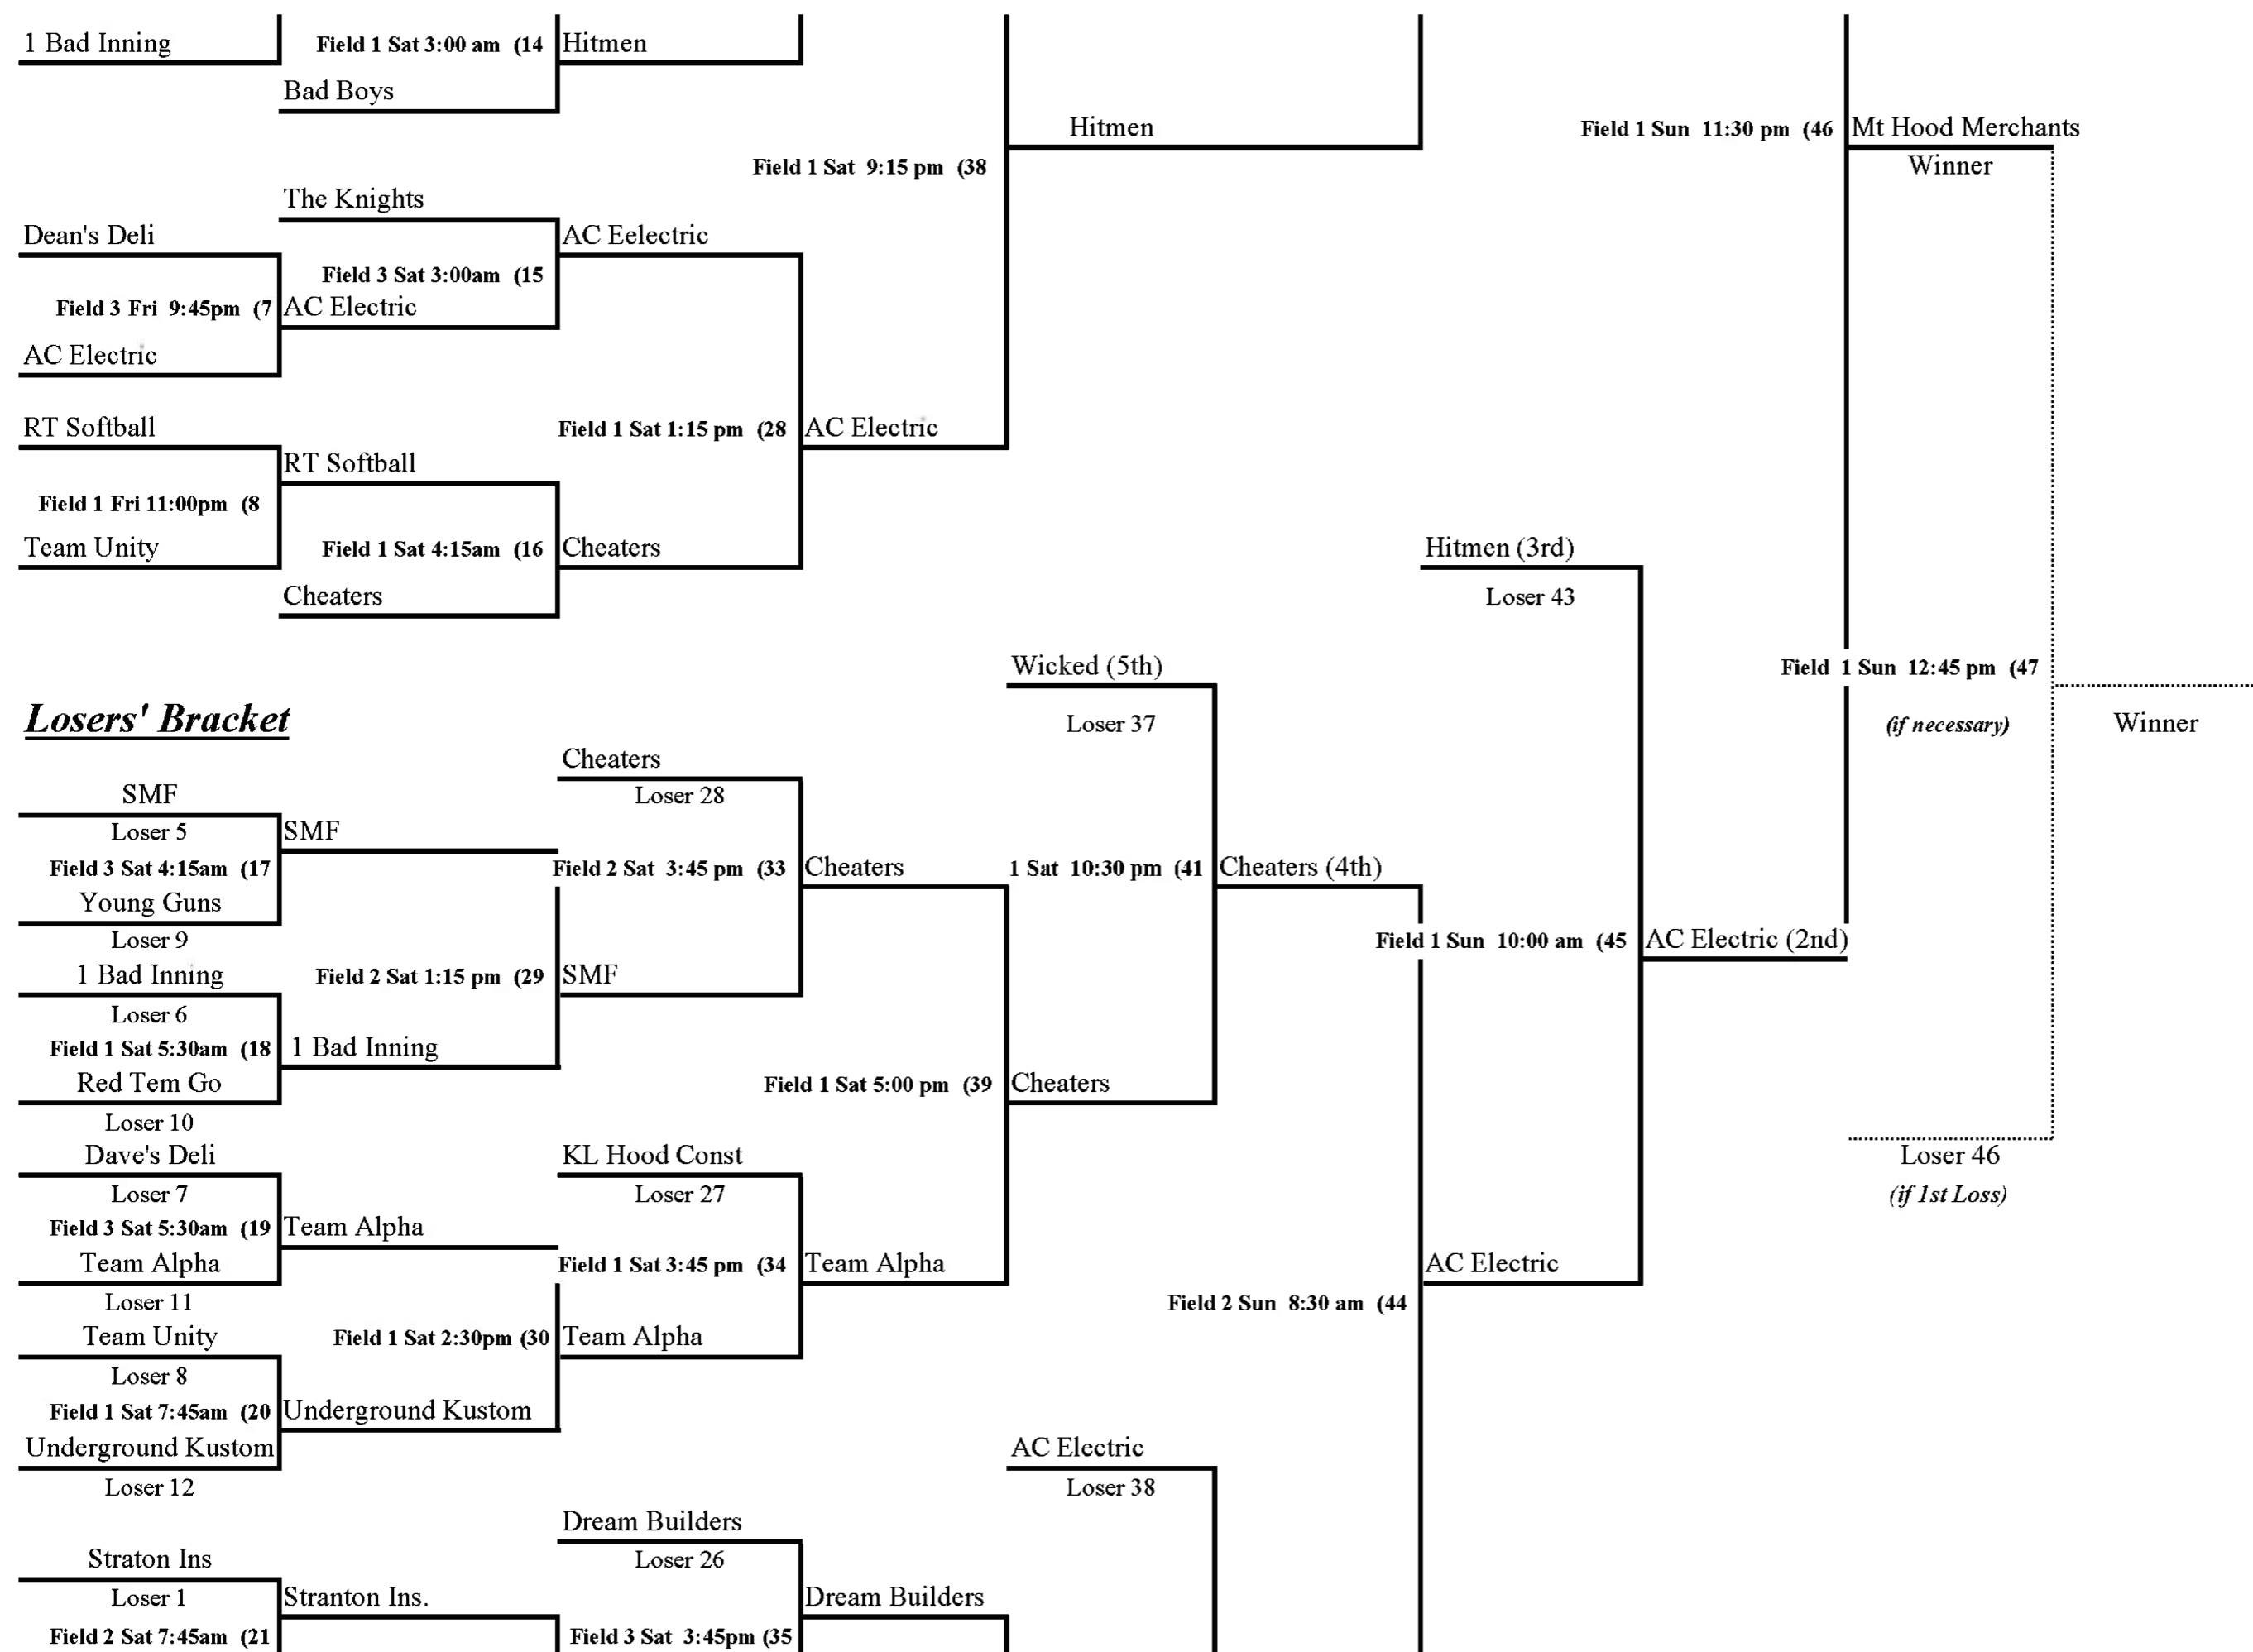 1 Bad Inning
Field 1 Sat 3:00 am (14
Hitmen
Bad Boys
Hitmen
Field 1 Sun 11:30 pm (46
Mt Hood Merchants
Winner
Field 1 Sat 9:15 pm (38
The Knights
Dean's Deli
AC Eelectric
Field 3 Sat 3:00am (15
Field 3 Fri 9:45pm (7
AC Electric
AC Electric
RT Softball
Field 1 Sat 1:15 pm (28
AC Electric
RT Softball
Field 1 Fri 11:00pm (8
Team Unity
Field 1 Sat 4:15am (16
Cheaters
Hitmen (3rd)
Cheaters
Loser 43
Wicked (5th)
Field 1 Sun 12:45 pm (47
Losers' Bracket
Loser 37
(if necessary)
Winner
Cheaters
SMF
Loser 28
Loser 5
SMF
Field 3 Sat 4:15am (17
Field 2 Sat 3:45 pm (33
Cheaters
1 Sat 10:30 pm (41
Cheaters (4th)
Young Guns
Loser 9
Field 1 Sun 10:00 am (45
AC Electric (2nd)
1 Bad Inning
Field 2 Sat 1:15 pm (29
SMF
Loser 6
Field 1 Sat 5:30am (18
1 Bad Inning
Red Tem Go
Field 1 Sat 5:00 pm (39
Cheaters
Loser 10
Dave's Deli
KL Hood Const
Loser 46
Loser 7
Loser 27
(if 1st Loss)
Field 3 Sat 5:30am (19
Team Alpha
Team Alpha
Field 1 Sat 3:45 pm (34
Team Alpha
AC Electric
Loser 11
Field 2 Sun 8:30 am (44
Team Unity
Field 1 Sat 2:30pm (30
Team Alpha
Loser 8
Field 1 Sat 7:45am (20
Underground Kustom
Underground Kustom
AC Electric
Loser 12
Loser 38
Dream Builders
Straton Ins
Loser 26
Loser 1
Stranton Ins.
Dream Builders
Field 2 Sat 7:45am (21
Field 3 Sat 3:45pm (35